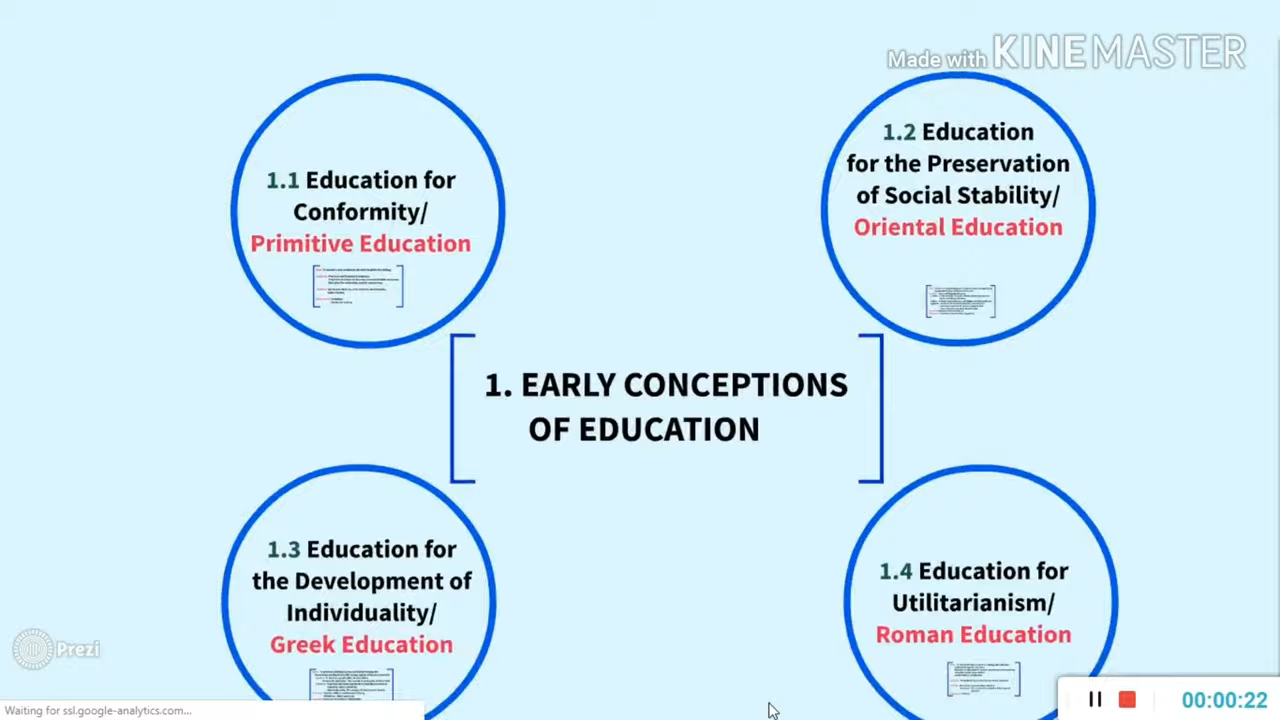 Made with KINEMASTER
1.1 Education for
Conformity/
Primitive Education
1.2 Education
for the Preservation
of Social Stability/
Oriental Education
1. EARLY CONCEPTIONS
OF EDUCATION
1.3 Education for
the Development of
Individuality/
Greek Education
1.4 Education for
Utilitarianism/
Roman Education
Prezi
Waiting for ssl.google-analytics.com...
00:00:22